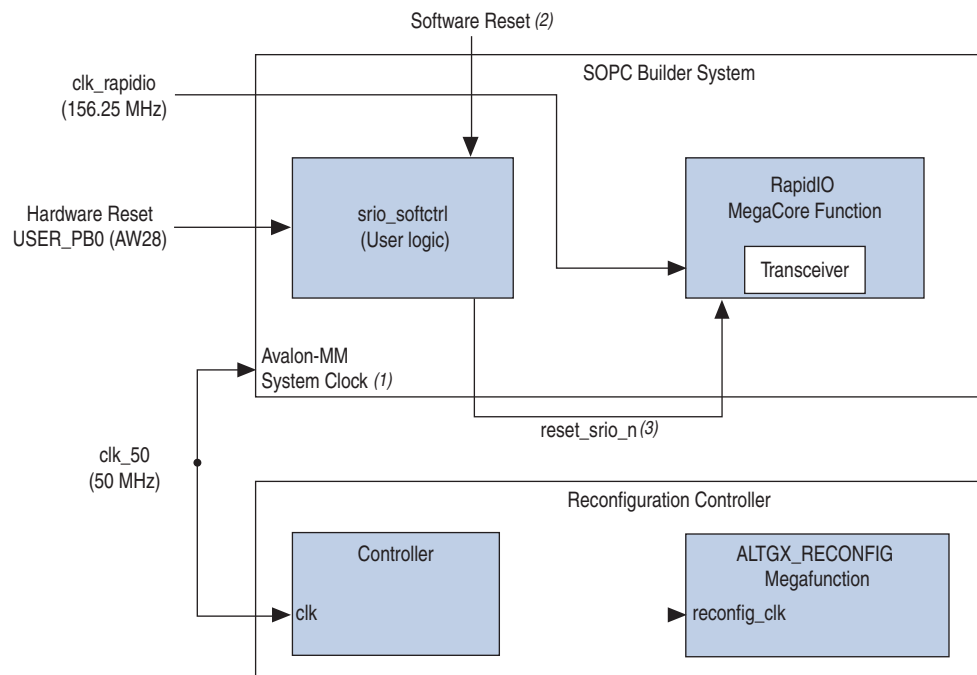 Software Reset (2)
SOPC Builder System
clk_rapidio
(156.25 MHz)
RapidIO
MegaCore Function
Transceiver
srio_softctrl
(User logic)
Hardware Reset
USER_PB0 (AW28)
Avalon-MM
System Clock (1)
reset_srio_n (3)
clk_50
(50 MHz)
Reconfiguration Controller
Controller
clk
ALTGX_RECONFIG
Megafunction
reconfig_clk